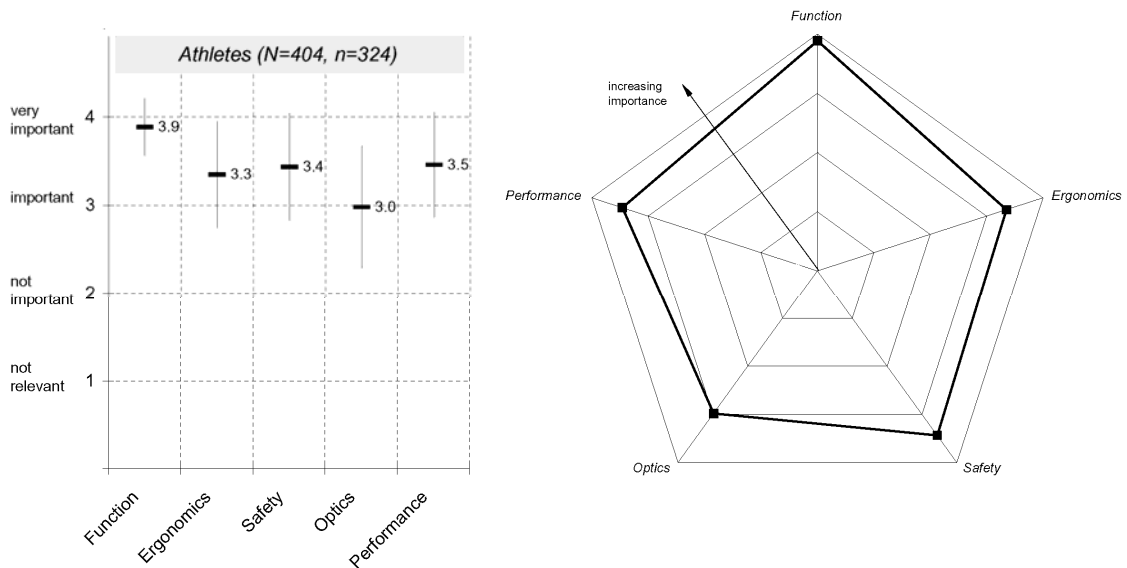 Athletes (N=404, n=324)
very
important
4
3.9
3.3
3.4
3.0
3.5
important
3
not
important
2
not
relevant
1
Function
Ergonomics
Safety
Optics
Performance
Function
increasing
importance
Performance
Ergonomics
Optics
Safety